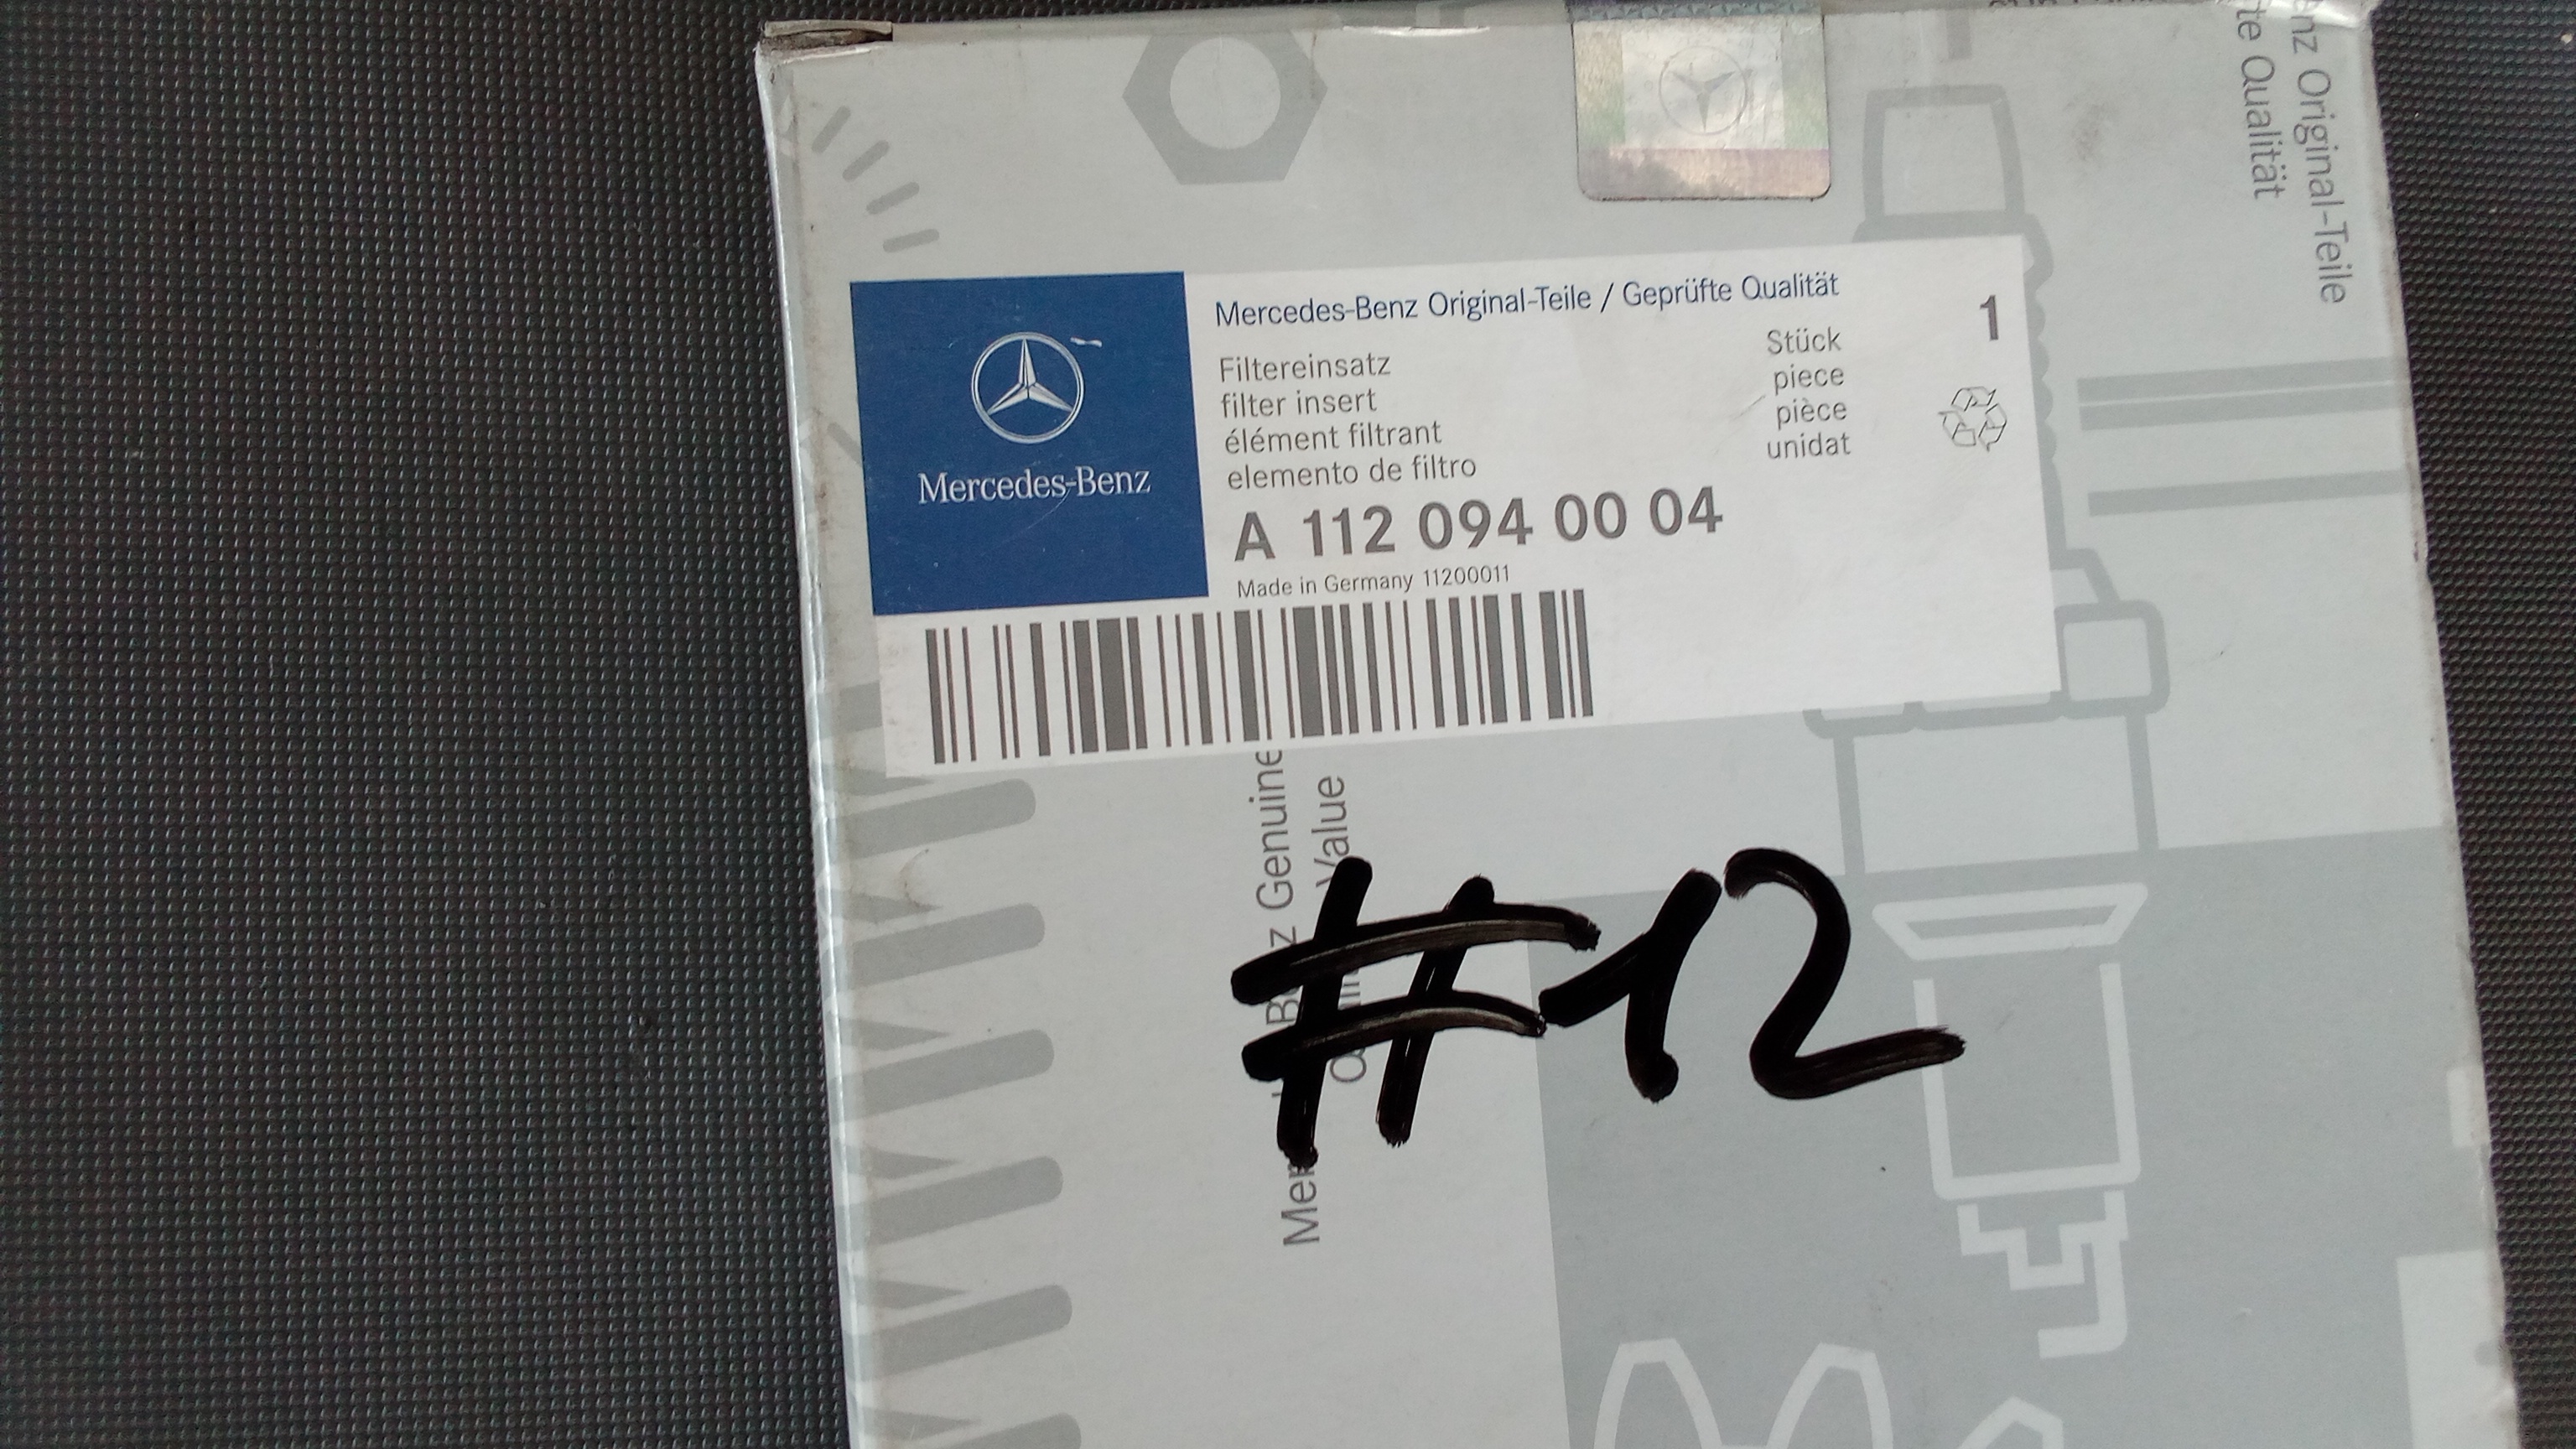 Mercedes-Benz
Mercedes-Benz Original-Teile / Geprüfte Qualität
Filtereinsatz
filter insert
élément filtrant
elemento de filtro
Stück
piece
pièce
unidat
1
A 112 094 00 04
Made in Germany 11200011
Original-Teile
Qualität
Genuine
Value
#12